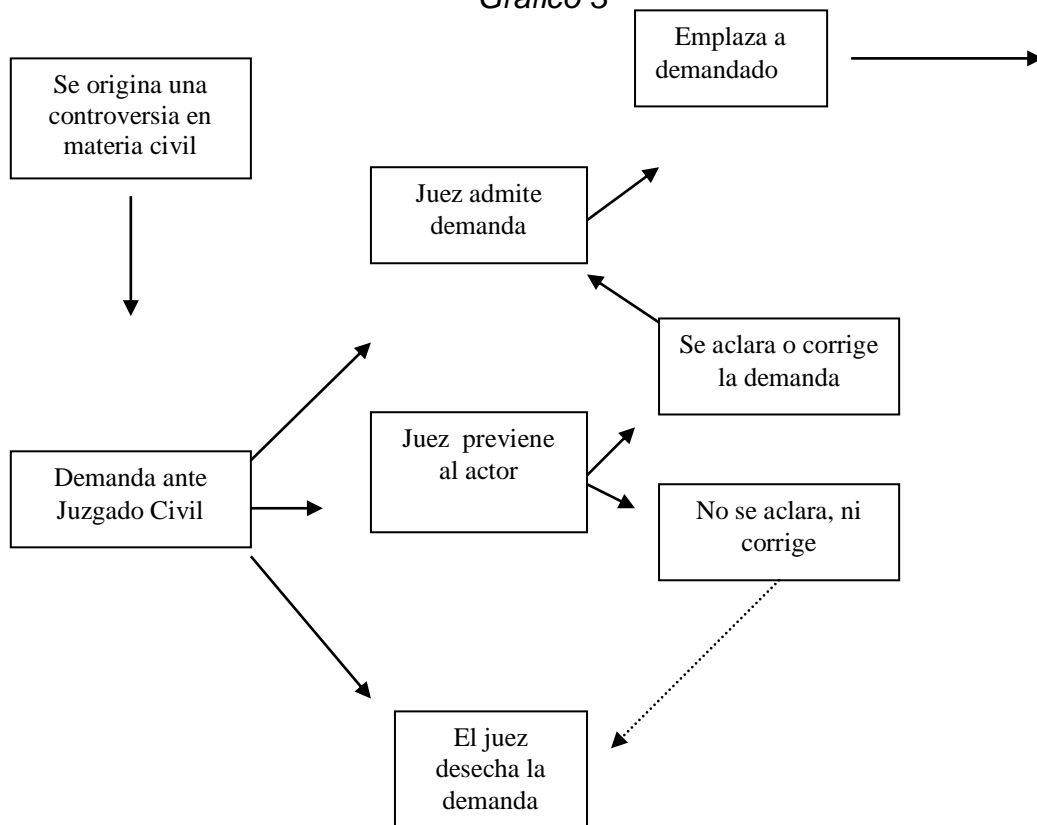 Gráfico 3
Emplaza a
demandado
Se origina una
controversia en
materia civil
Juez admite
demanda
Se aclara o corrige
la demanda
Juez previene
al actor
Demanda ante
Juzgado Civil
No se aclara, ni
corrige
El juez
desecha la
demanda